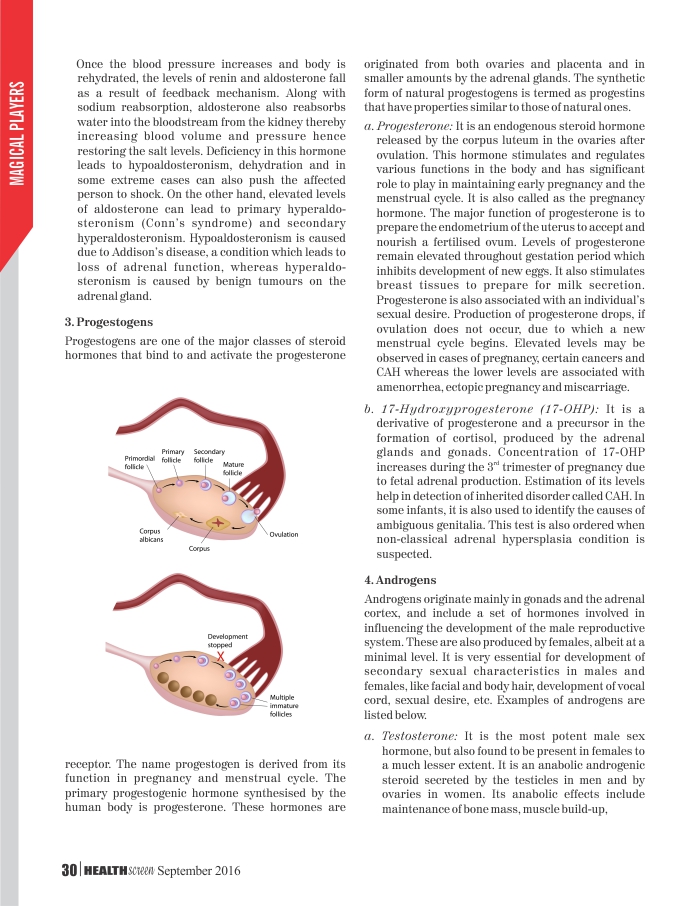 MAGICAL PLAYERS
Once the blood pressure increases and body is
rehydrated, the levels of renin and aldosterone fall
as a result of feedback mechanism. Along with
sodium reabsorption, aldosterone also reabsorbs
water into the bloodstream from the kidney thereby
increasing blood volume and pressure hence
restoring the salt levels. Deficiency in this hormone
leads to hypoaldosteronism, dehydration and in
some extreme cases can also push the affected
person to shock. On the other hand, elevated levels
of aldosterone can lead to primary hyperaldo-
steronism (Conn's syndrome) and secondary
hyperaldosteronism. Hypoaldosteronism is caused
due to Addison's disease, a condition which leads to
loss of adrenal function, whereas hyperaldo-
steronism is caused by benign tumours on the
adrenal gland.
3. Progestogens
Progestogens are one of the major classes of steroid
hormones that bind to and activate the progesterone
Primordial
follicle
Primary
follicle
Secondary
follicle
Mature
follicle
Corpus
albicans
Corpus
Ovulation
Development
stopped
X
Multiple
immature
follicles
receptor. The name progestogen is derived from its
function in pregnancy and menstrual cycle. The
primary progestogenic hormone synthesised by the
human body is progesterone. These hormones are
originated from both ovaries and placenta and in
smaller amounts by the adrenal glands. The synthetic
form of natural progestogens is termed as progestins
that have properties similar to those of natural ones.
a. Progesterone: It is an endogenous steroid hormone
released by the corpus luteum in the ovaries after
ovulation. This hormone stimulates and regulates
various functions in the body and has significant
role to play in maintaining early pregnancy and the
menstrual cycle. It is also called as the pregnancy
hormone. The major function of progesterone is to
prepare the endometrium of the uterus to accept and
nourish a fertilised ovum. Levels of progesterone
remain elevated throughout gestation period which
inhibits development of new eggs. It also stimulates
breast tissues to prepare for milk secretion.
Progesterone is also associated with an individual's
sexual desire. Production of progesterone drops, if
ovulation does not occur, due to which a new
menstrual cycle begins. Elevated levels may be
observed in cases of pregnancy, certain cancers and
CAH whereas the lower levels are associated with
amenorrhea, ectopic pregnancy and miscarriage.
b. 17-Hydroxyprogesterone (17-OHP): It is a
derivative of progesterone and a precursor in the
formation of cortisol, produced by the adrenal
glands and gonads. Concentration of 17-OHP
increases during the 3rd trimester of pregnancy due
to fetal adrenal production. Estimation of its levels
help in detection of inherited disorder called CAH. In
some infants, it is also used to identify the causes of
ambiguous genitalia. This test is also ordered when
non-classical adrenal hypersplasia condition is
suspected.
4. Androgens
Androgens originate mainly in gonads and the adrenal
cortex, and include a set of hormones involved in
influencing the development of the male reproductive
system. These are also produced by females, albeit at a
minimal level. It is very essential for development of
secondary sexual characteristics in males and
females, like facial and body hair, development of vocal
cord, sexual desire, etc. Examples of androgens are
listed below.
a. Testosterone: It is the most potent male sex
hormone, but also found to be present in females to
a much lesser extent. It is an anabolic androgenic
steroid secreted by the testicles in men and by
ovaries in women. Its anabolic effects include
maintenance of bone mass, muscle build-up,
30 | HEALTHscreen September 2016